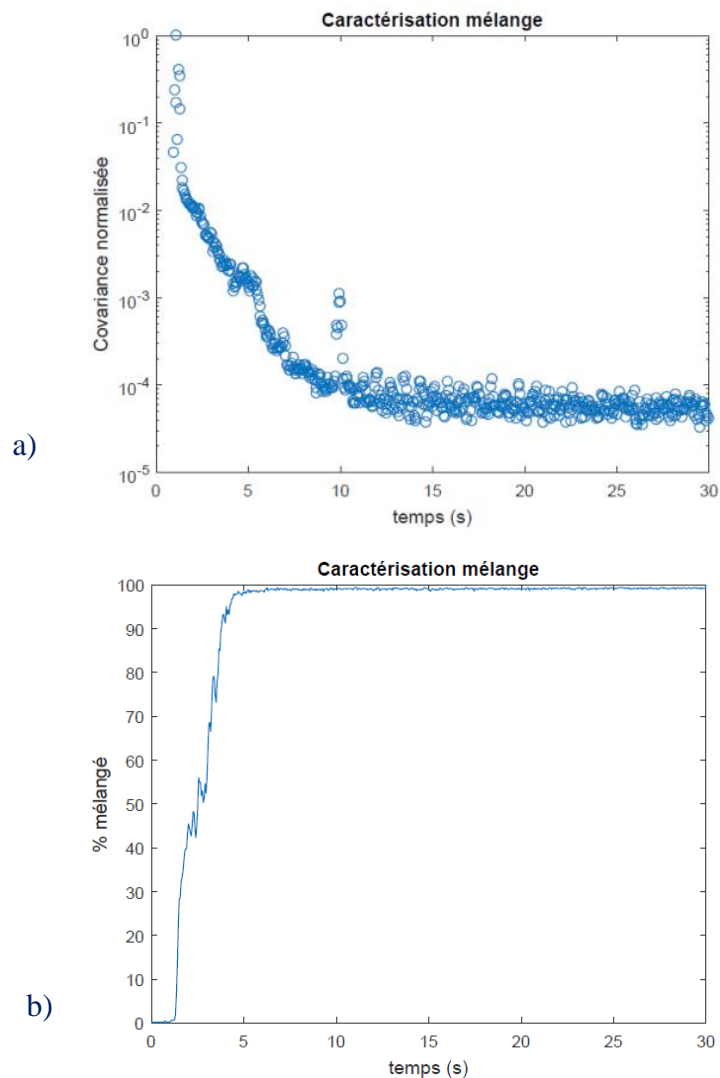 Caractérisation mélange
Covariance normalisée
10^0
10^-1
10^-2
10^-3
10^-4
10^-5
0 5 10 15 20 25 30
temps (s)
a)
Caractérisation mélange
% mélangé
100
90
80
70
60
50
40
30
20
10
0
0 5 10 15 20 25 30
temps (s)
b)